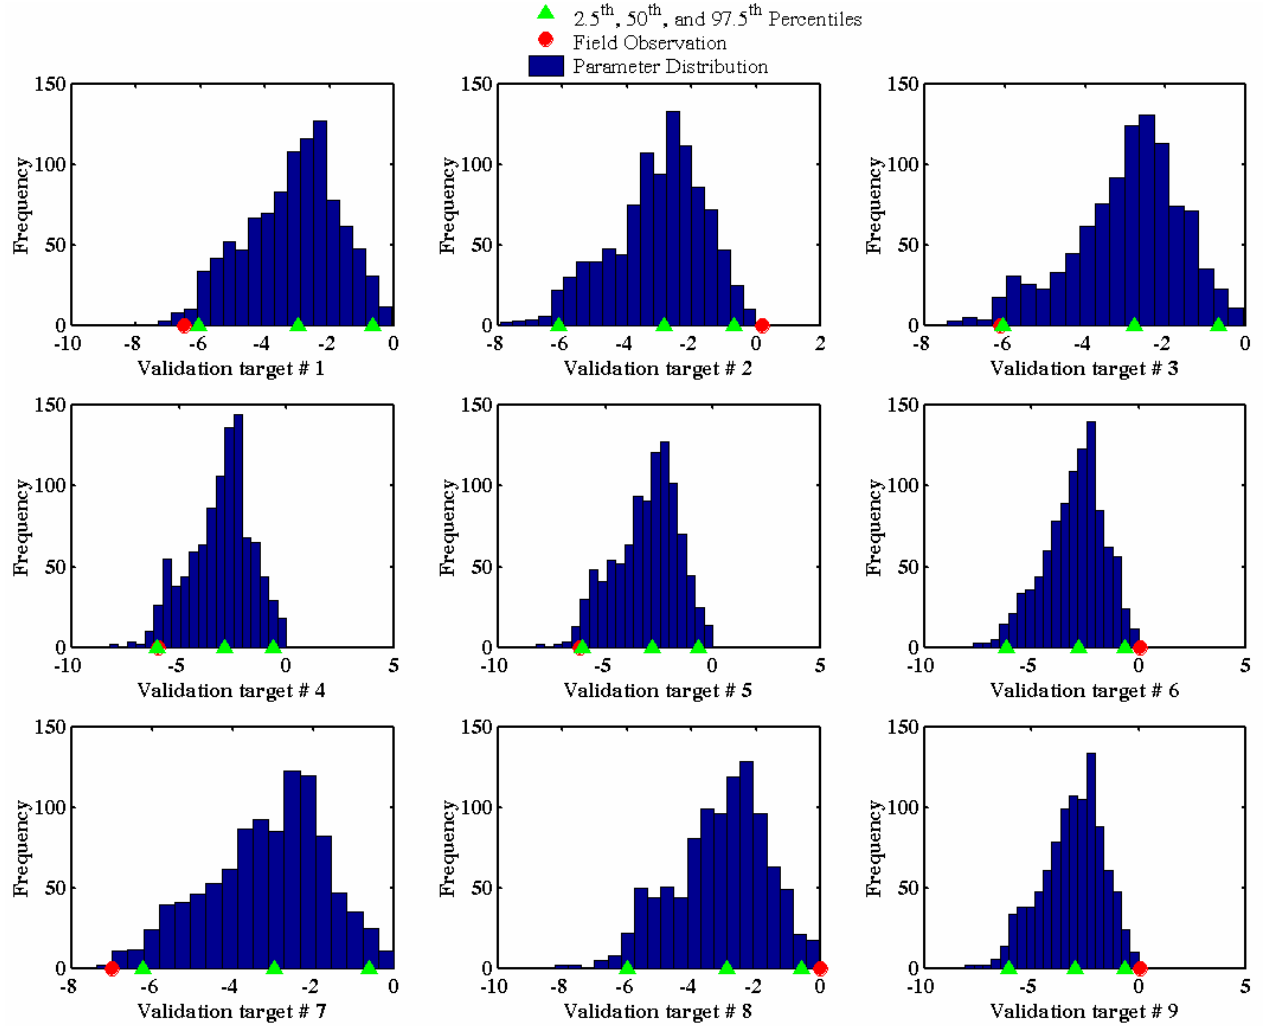 2.5th, 50th, and 97.5th Percentiles
Field Observation
Parameter Distribution
150
100
50
0
Frequency
-10 -8 -6 -4 -2 0
Validation target # 1
150
100
50
0
Frequency
-8 -6 -4 -2 0 2
Validation target # 2
150
100
50
0
Frequency
-8 -6 -4 -2 0
Validation target # 3
150
100
50
0
Frequency
-10 -5 0 5
Validation target # 4
150
100
50
0
Frequency
-10 -5 0 5
Validation target # 5
150
100
50
0
Frequency
-10 -5 0 5
Validation target # 6
150
100
50
0
Frequency
-8 -6 -4 -2 0
Validation target # 7
150
100
50
0
Frequency
-10 -8 -6 -4 -2 0
Validation target # 8
150
100
50
0
Frequency
-10 -5 0 5
Validation target # 9